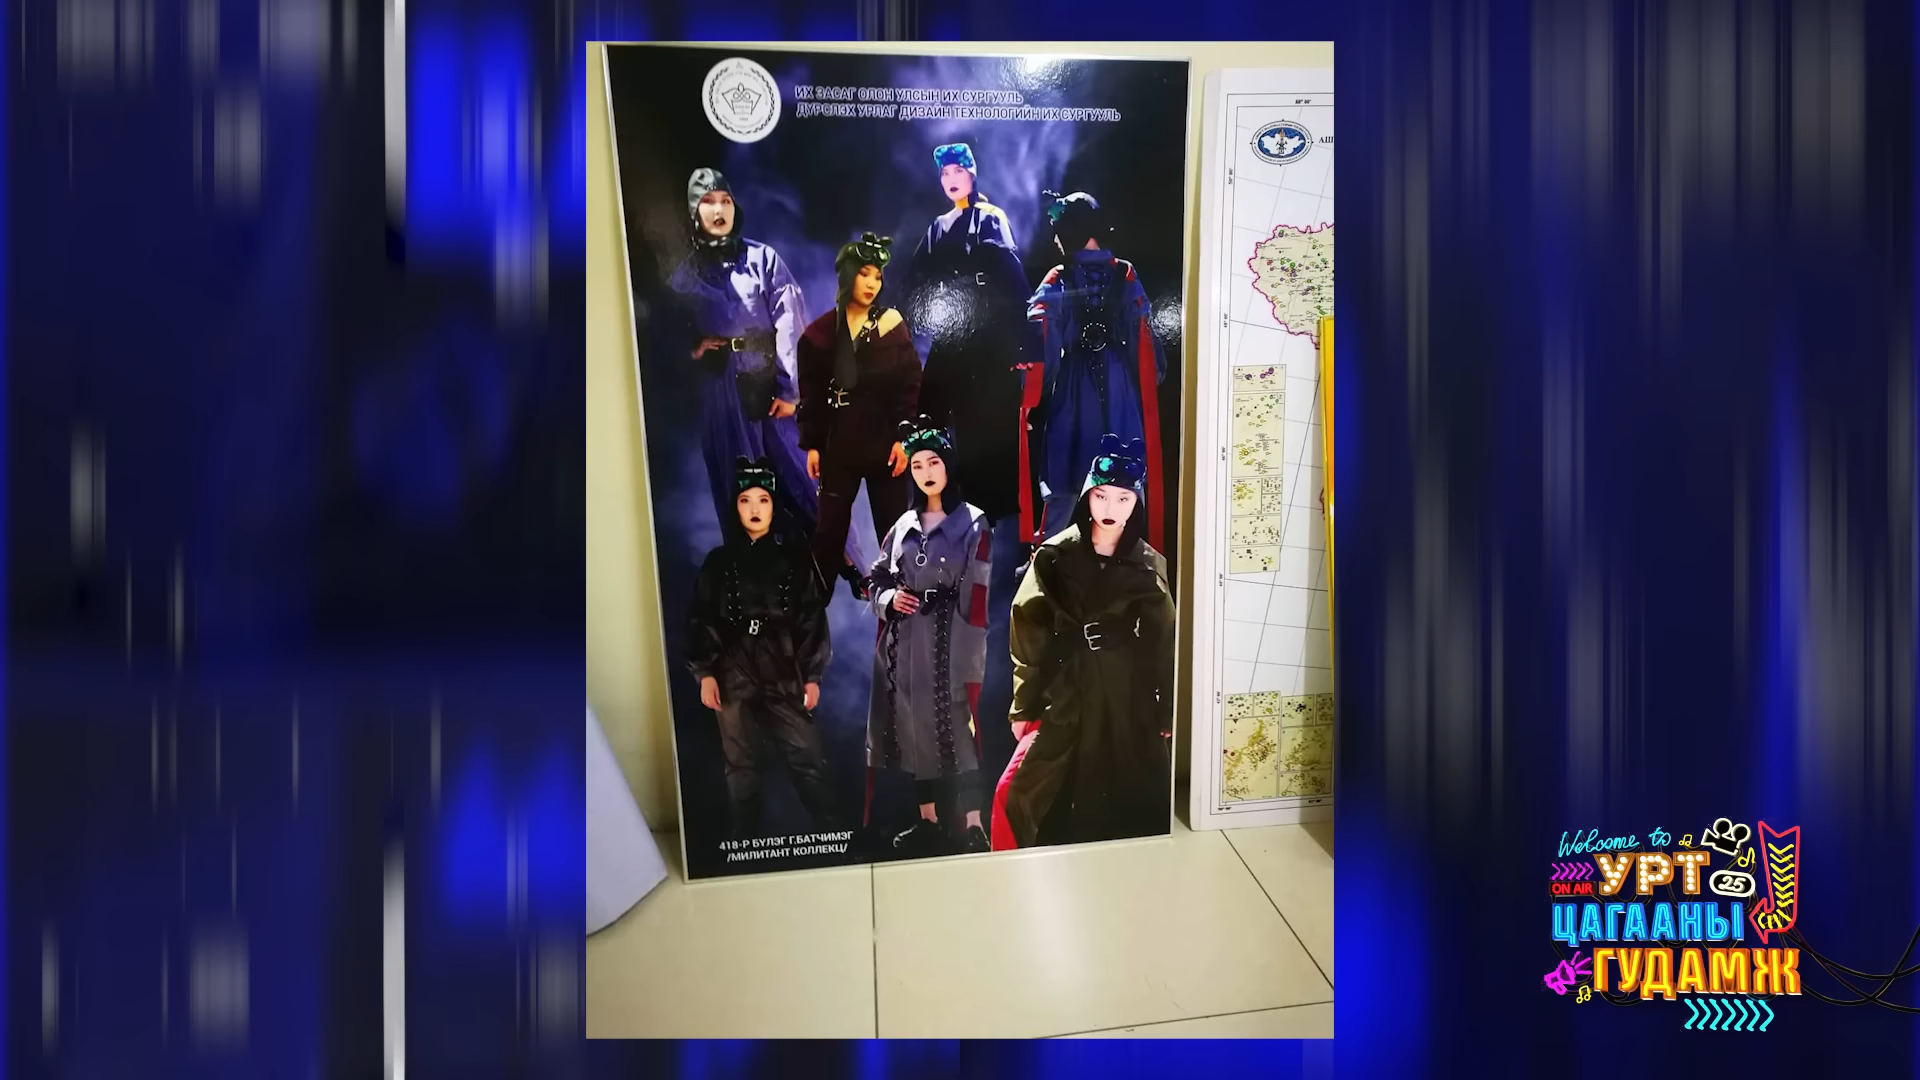 ИХ ЗАСАГ ОЛОН УЛСЫН ИХ СУРГУУЛЬ
ДҮРСЛЭХ УРЛАГ ДИЗАЙН ТЕХНОЛОГИЙН ИХ СУРГУУЛЬ
АШ
418-Р БҮЛЭГ Г.БАТЧИМЭГ
/МИЛИТАНТ КОЛЛЕКЦ/
Welcome to
ON AIR
УРТ
25
ЦАГААНЫ
ГУДАМЖ